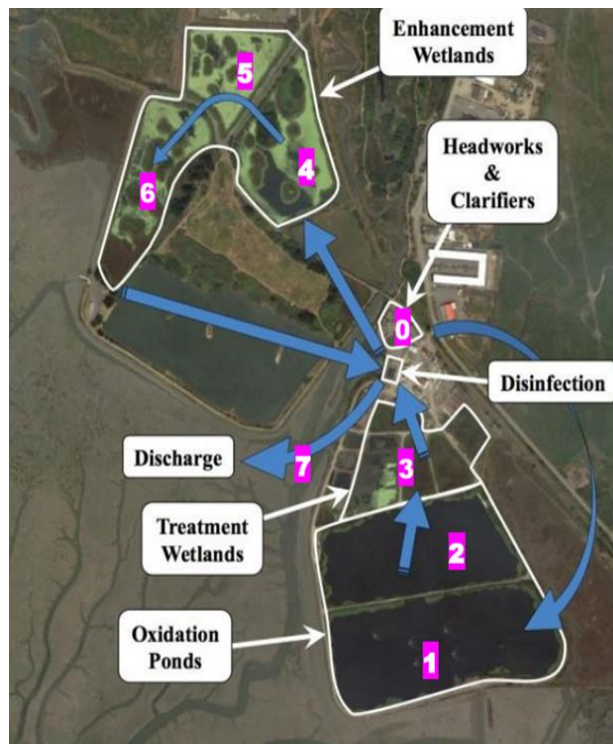 Enhancement
Wetlands
5
Headworks
&
Clarifiers
4
6
0
Disinfection
Discharge
7
3
Treatment
Wetlands
2
Oxidation
Ponds
1